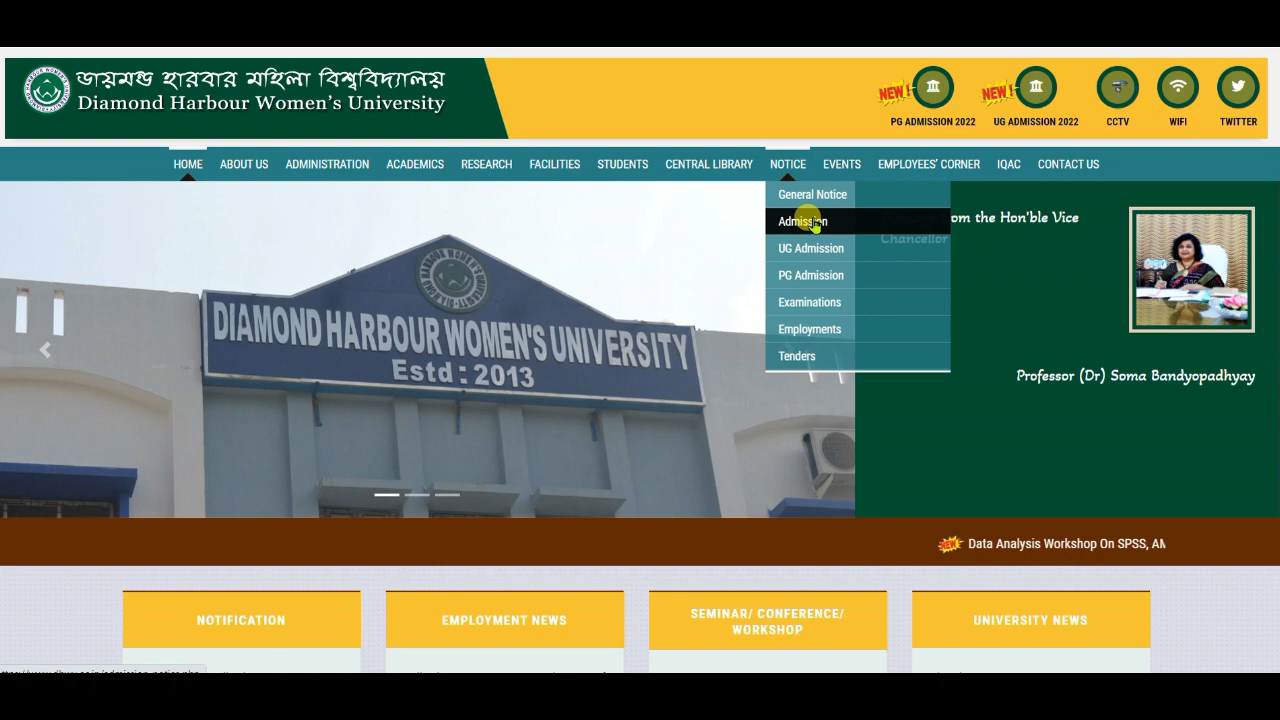 ডায়মন্ড হারবার মহিলা বিশ্ববিদ্যালয়
Diamond Harbour Women's University
NEW!
PG ADMISSION 2022
NEW!
UG ADMISSION 2022
CCTV
WIFI
TWITTER
HOME ABOUT US ADMINISTRATION ACADEMICS RESEARCH FACILITIES STUDENTS CENTRAL LIBRARY NOTICE EVENTS EMPLOYEES' CORNER IQAC CONTACT US
General Notice
Admission
UG Admission
PG Admission
Examinations
Employments
Tenders
om the Hon'ble Vice
Chancellor
Professor (Dr) Soma Bandyopadhyay
DIAMOND HARBOUR WOMEN'S UNIVERSITY
Estd : 2013
NEW Data Analysis Workshop On SPSS, AM
NOTIFICATION
EMPLOYMENT NEWS
SEMINAR/ CONFERENCE/
WORKSHOP
UNIVERSITY NEWS